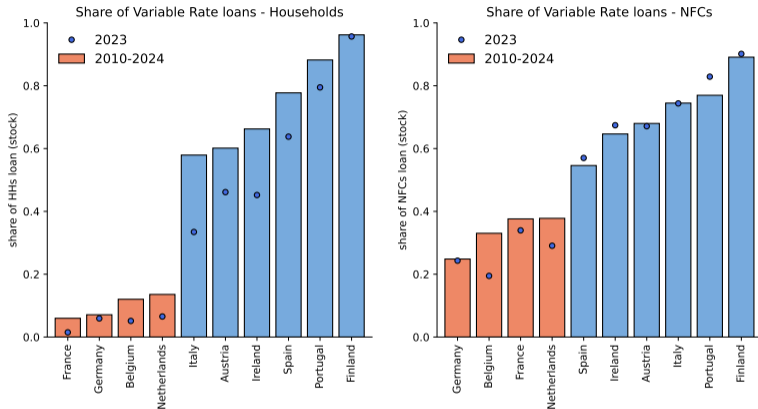 Share of Variable Rate loans - Households
1.0
0.8
0.6
0.4
0.2
0.0
share of HHs loan (stock)
2023
2010-2024
France
Germany
Belgium
Netherlands
Italy
Austria
Ireland
Spain
Portugal
Finland
Share of Variable Rate loans - NFCs
1.0
0.8
0.6
0.4
0.2
0.0
share of NFCs loan (stock)
2023
2010-2024
Germany
Belgium
France
Netherlands
Spain
Ireland
Austria
Italy
Portugal
Finland